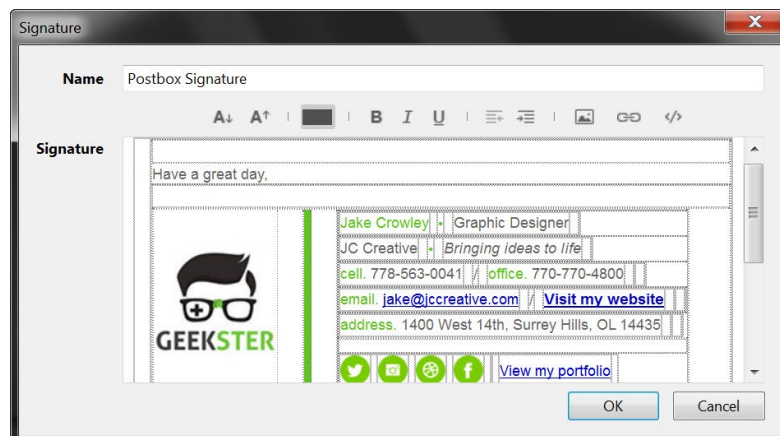 Signature
Name Postbox Signature
A↓ A↑ B I U </>
Signature
Have a great day,
Jake Crowley • Graphic Designer
JC Creative • Bringing ideas to life
cell. 778-563-0041 / office. 770-770-4800
email. jake@jccreative.com / Visit my website
address. 1400 West 14th, Surrey Hills, OL 14435
GEEKSTER
View my portfolio
OK Cancel